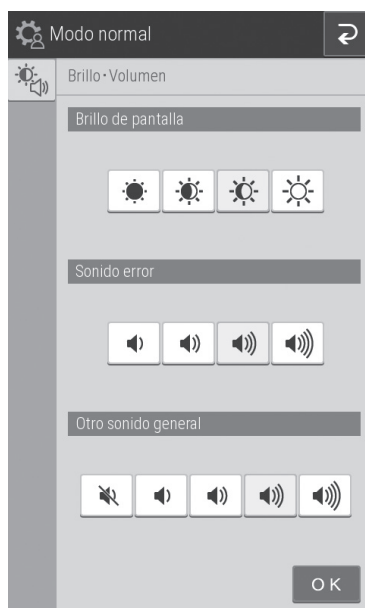 Modo normal
Brillo・Volumen
Brillo de pantalla
Sonido error
Otro sonido general
OK